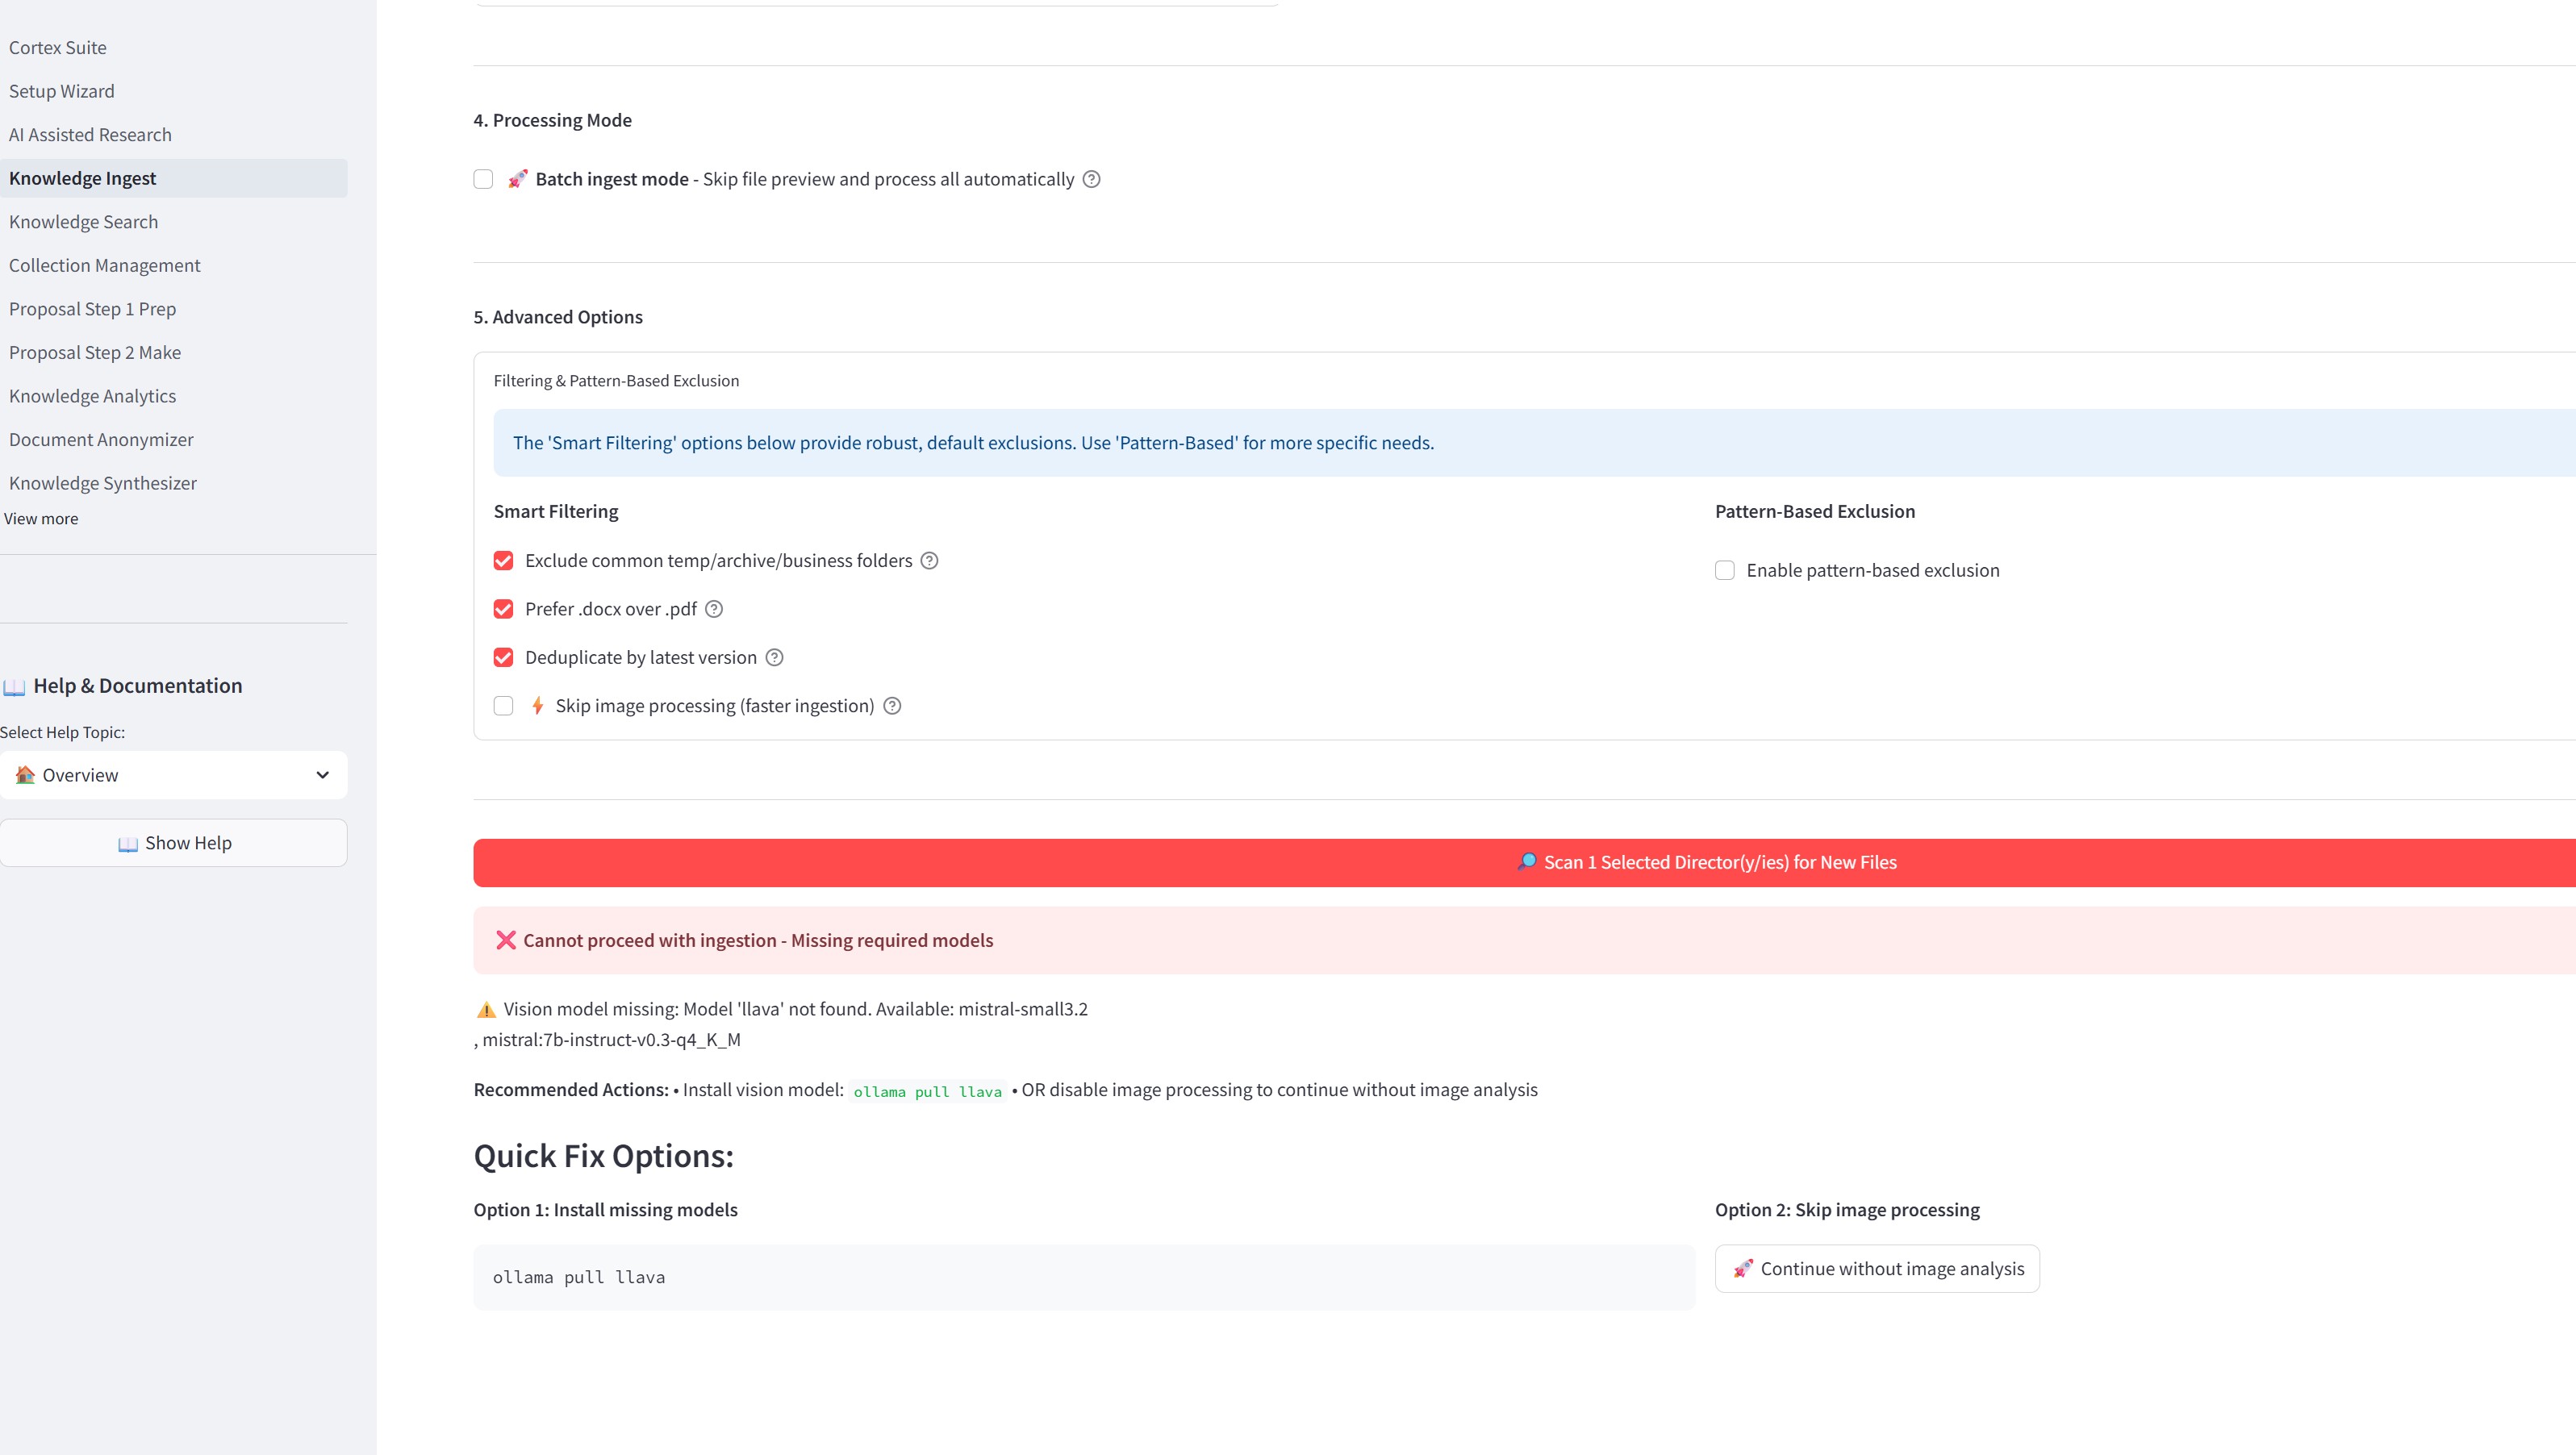 Cortex Suite
Setup Wizard
AI Assisted Research
Knowledge Ingest
Knowledge Search
Collection Management
Proposal Step 1 Prep
Proposal Step 2 Make
Knowledge Analytics
Document Anonymizer
Knowledge Synthesizer
View more
📖 Help & Documentation
Select Help Topic:
🏠 Overview
📖 Show Help
4. Processing Mode
🚀 Batch ingest mode - Skip file preview and process all automatically
5. Advanced Options
Filtering & Pattern-Based Exclusion
The 'Smart Filtering' options below provide robust, default exclusions. Use 'Pattern-Based' for more specific needs.
Smart Filtering
Exclude common temp/archive/business folders
Prefer .docx over .pdf
Deduplicate by latest version
⚡ Skip image processing (faster ingestion)
Pattern-Based Exclusion
Enable pattern-based exclusion
🔎 Scan 1 Selected Director(y/ies) for New Files
❌ Cannot proceed with ingestion - Missing required models
⚠️ Vision model missing: Model 'llava' not found. Available: mistral-small3.2
, mistral:7b-instruct-v0.3-q4_K_M
Recommended Actions: • Install vision model: ollama pull llava • OR disable image processing to continue without image analysis
Quick Fix Options:
Option 1: Install missing models
ollama pull llava
Option 2: Skip image processing
🚀 Continue without image analysis